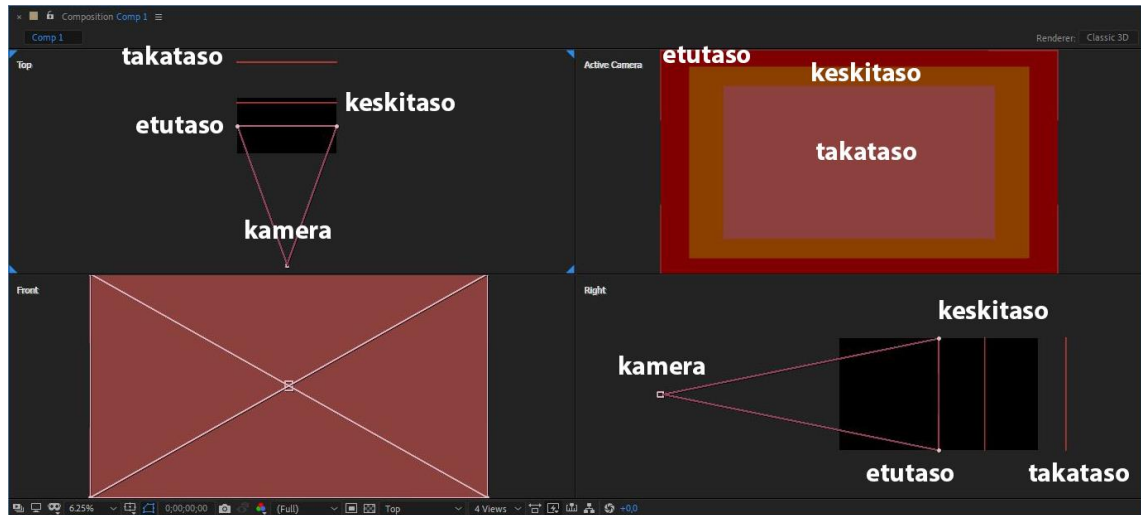 Composition Comp 1
Comp 1
Renderer: Classic 3D
Top
takataso
keskitaso
etutaso
kamera
Active Camera
etutaso
keskitaso
takataso
Front
Right
keskitaso
kamera
etutaso
takataso
6.25% 0;00;00;00 (Full) Top 4 Views +0,0